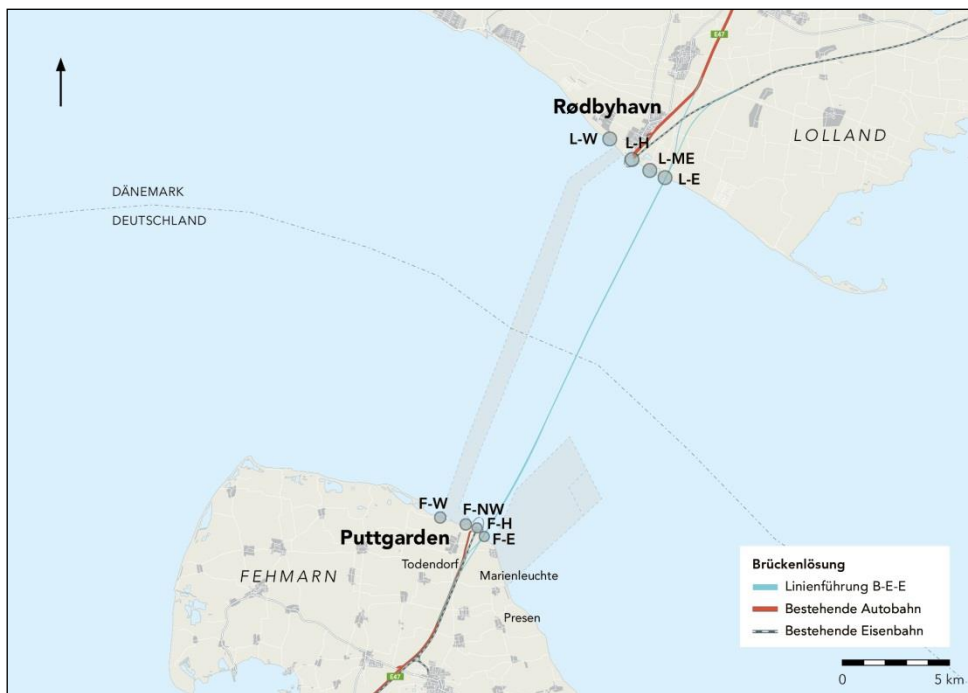 E47
Rødbyhavn
L-W
L-H
L-ME
L-E
LOLLAND
DÄNEMARK
DEUTSCHLAND
F-W
F-NW
F-H
F-E
Puttgarden
Todendorf
Marienleuchte
FEHMARN
Presen
E47
Brückenlösung
Linienführung B-E-E
Bestehende Autobahn
Bestehende Eisenbahn
0 5 km